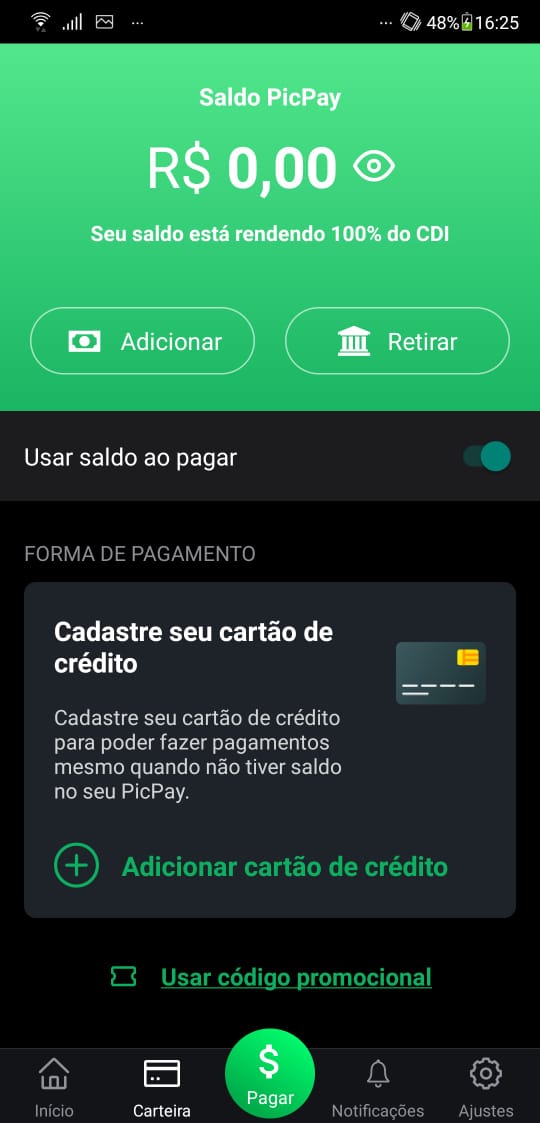 ... ... 48% 16:25
Saldo PicPay
R$ 0,00
Seu saldo está rendendo 100% do CDI
Adicionar Retirar
Usar saldo ao pagar
FORMA DE PAGAMENTO
Cadastre seu cartão de
crédito
Cadastre seu cartão de crédito
para poder fazer pagamentos
mesmo quando não tiver saldo
no seu PicPay.
Adicionar cartão de crédito
Usar código promocional
$
Início Carteira Pagar Notificações Ajustes